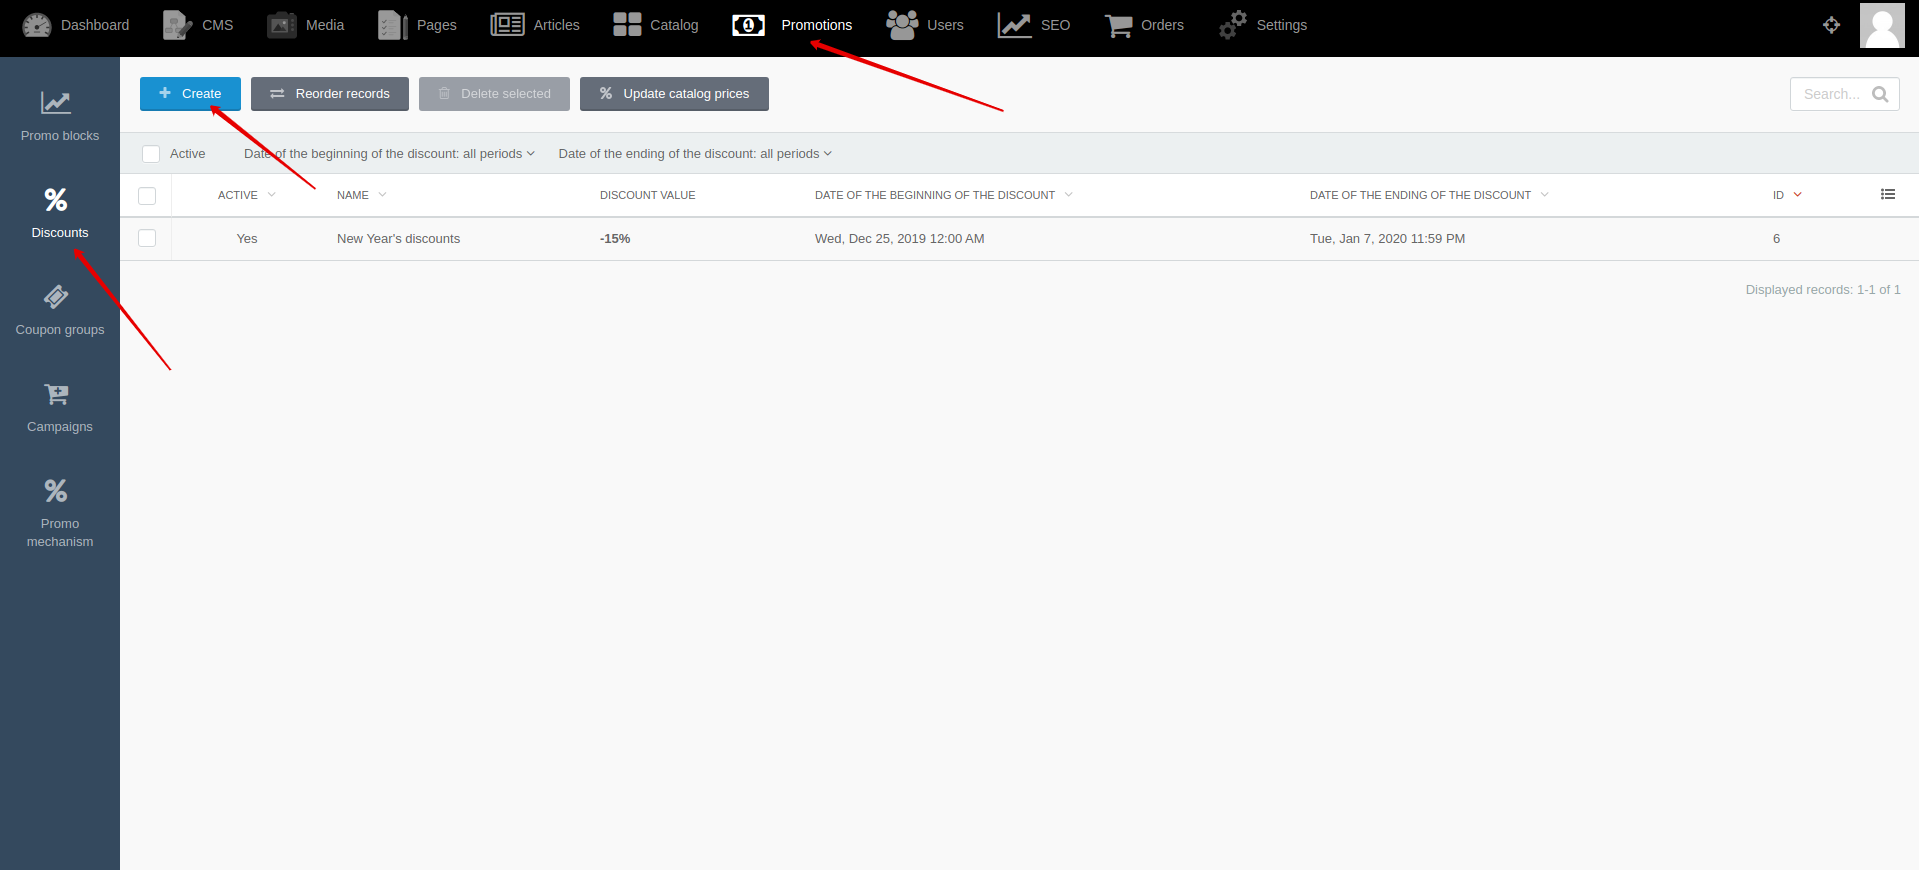 Dashboard CMS Media Pages Articles Catalog Promotions Users SEO Orders Settings
Create Reorder records Delete selected Update catalog prices Search...
Promo blocks
Discounts
Coupon groups
Campaigns
Promo
mechanism
Active Date of the beginning of the discount: all periods Date of the ending of the discount: all periods
ACTIVE NAME DISCOUNT VALUE DATE OF THE BEGINNING OF THE DISCOUNT DATE OF THE ENDING OF THE DISCOUNT ID
Yes New Year's discounts -15% Wed, Dec 25, 2019 12:00 AM Tue, Jan 7, 2020 11:59 PM 6
Displayed records: 1-1 of 1